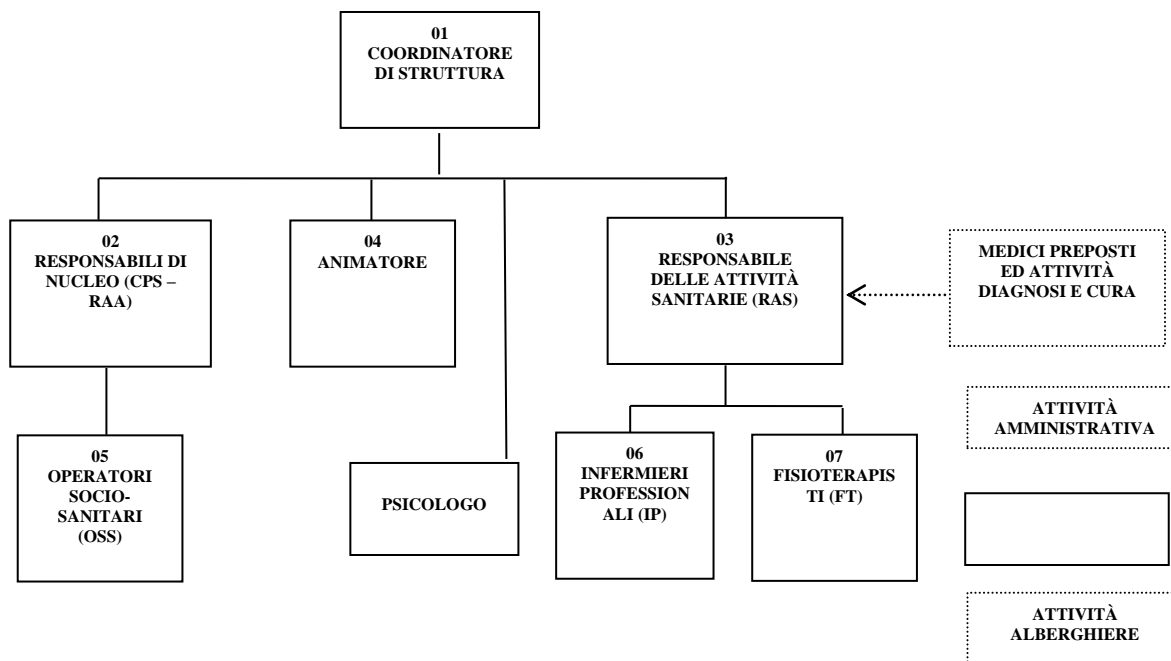 01
COORDINATORE
DI STRUTTURA
02
RESPONSABILI DI
NUCLEO (CPS –
RAA)
04
ANIMATORE
03
RESPONSABILE
DELLE ATTIVITÀ
SANITARIE (RAS)
MEDICI PREPOSTI
ED ATTIVITÀ
DIAGNOSI E CURA
ATTIVITÀ
AMMINISTRATIVA
05
OPERATORI
SOCIO-
SANITARI
(OSS)
PSICOLOGO
06
INFERMIERI
PROFESSION
ALI (IP)
07
FISIOTERAPIS
TI (FT)
ATTIVITÀ
ALBERGHIERE